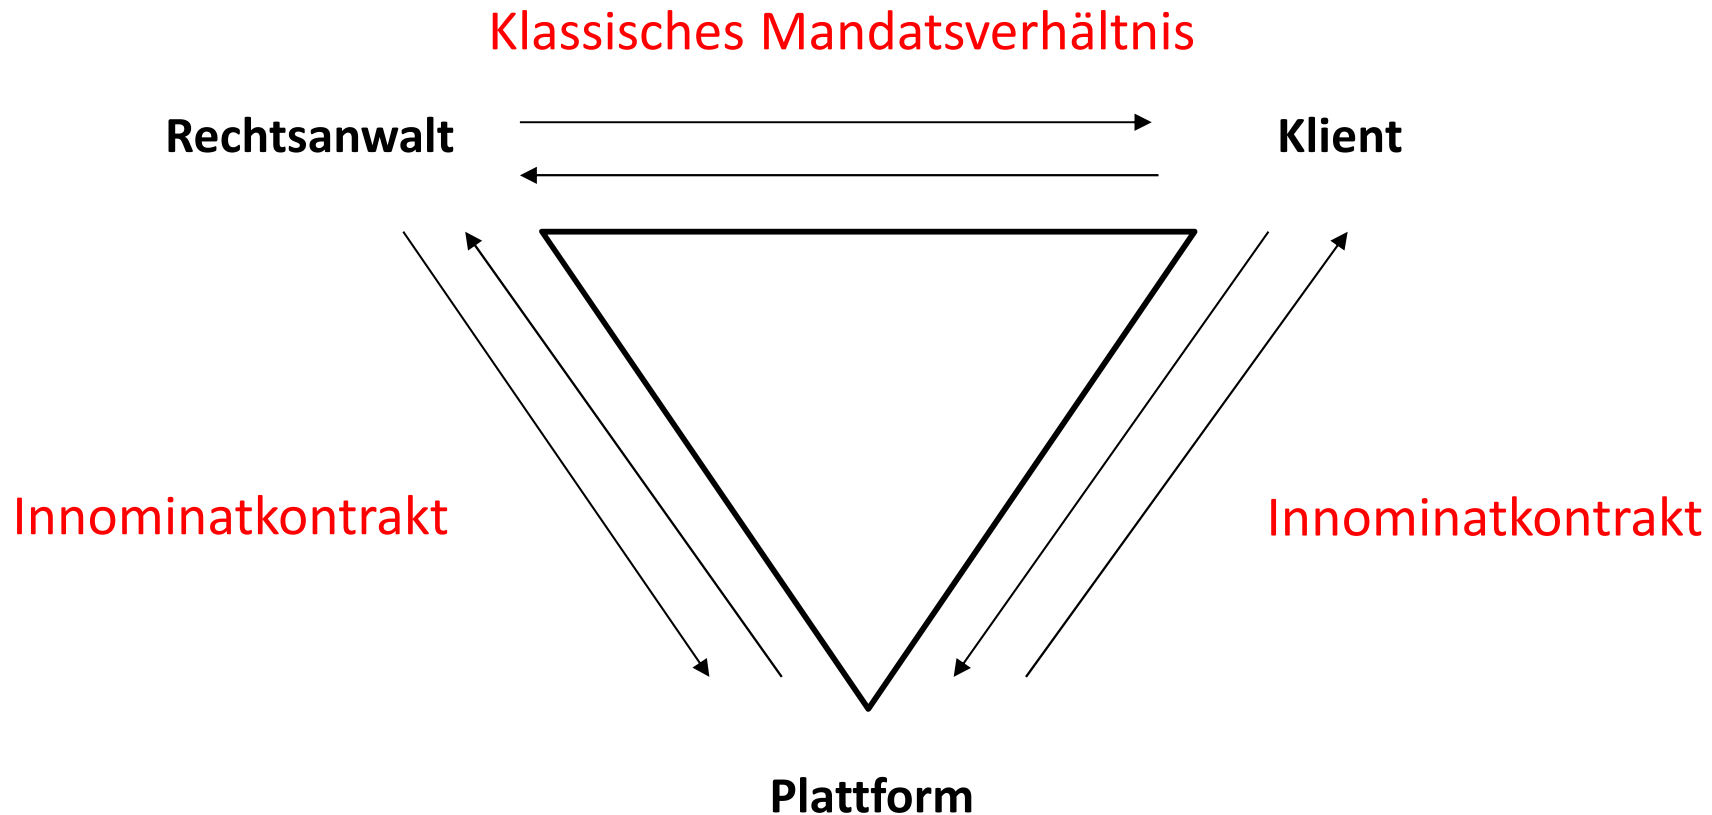 Klassisches Mandatsverhältnis
Rechtsanwalt
Klient
Innominatkontrakt
Innominatkontrakt
Plattform